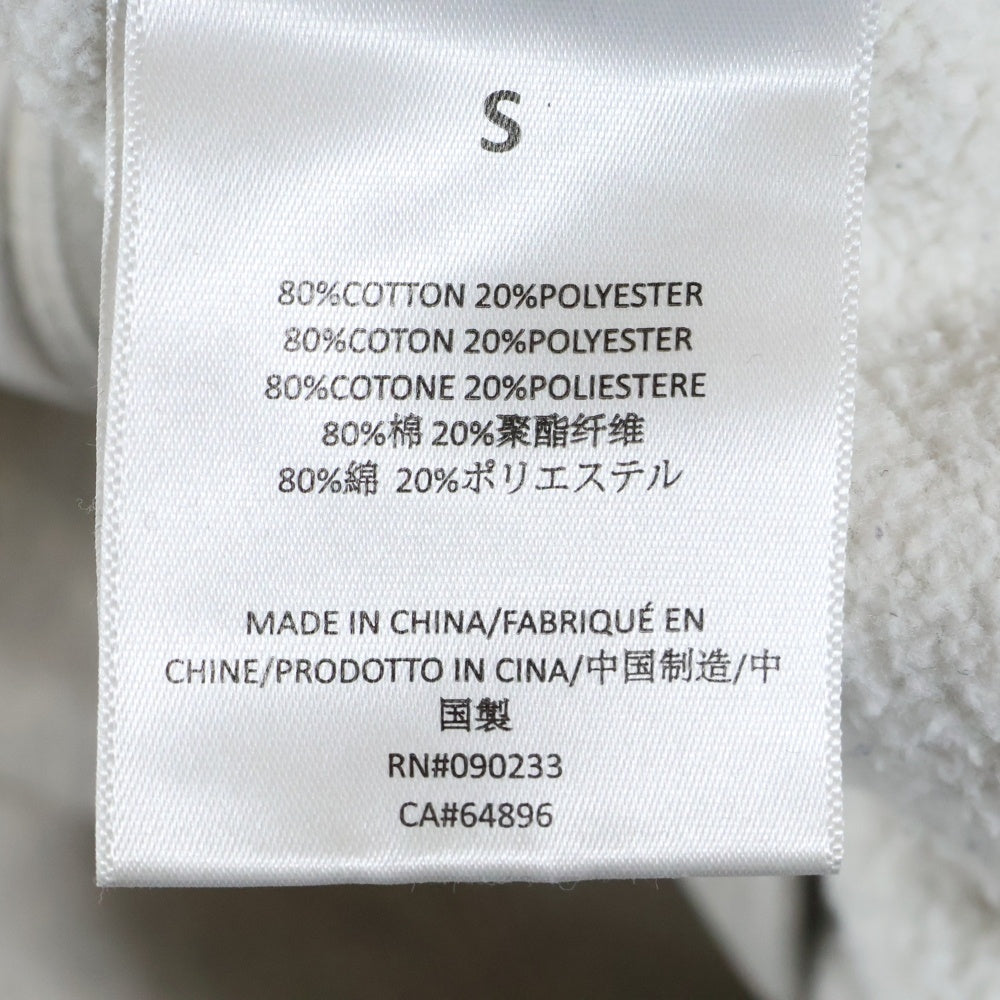 S
80%COTTON 20%POLYESTER
80%COTON 20%POLYESTER
80%COTONE 20%POLIESTERE
80%棉 20%聚酯纤维
80%綿 20%ポリエステル
MADE IN CHINA/FABRIQUÉ EN
CHINE/PRODOTTO IN CINA/中国制造/中
国製
RN#090233
CA#64896